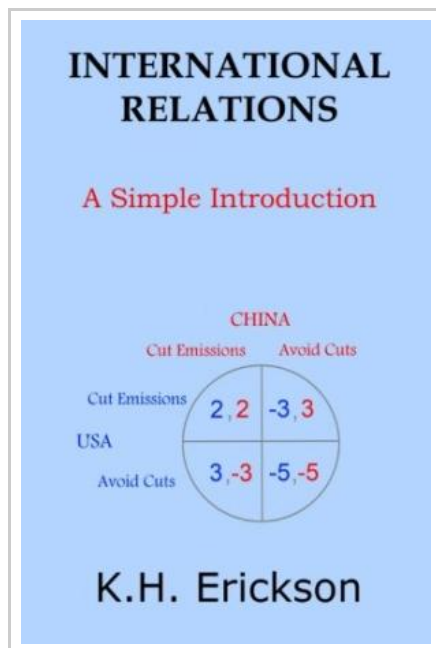 INTERNATIONAL
RELATIONS
A Simple Introduction
CHINA
Cut Emissions Avoid Cuts
Cut Emissions 2,2 -3,3
USA
Avoid Cuts 3,-3 -5,-5
K.H. Erickson